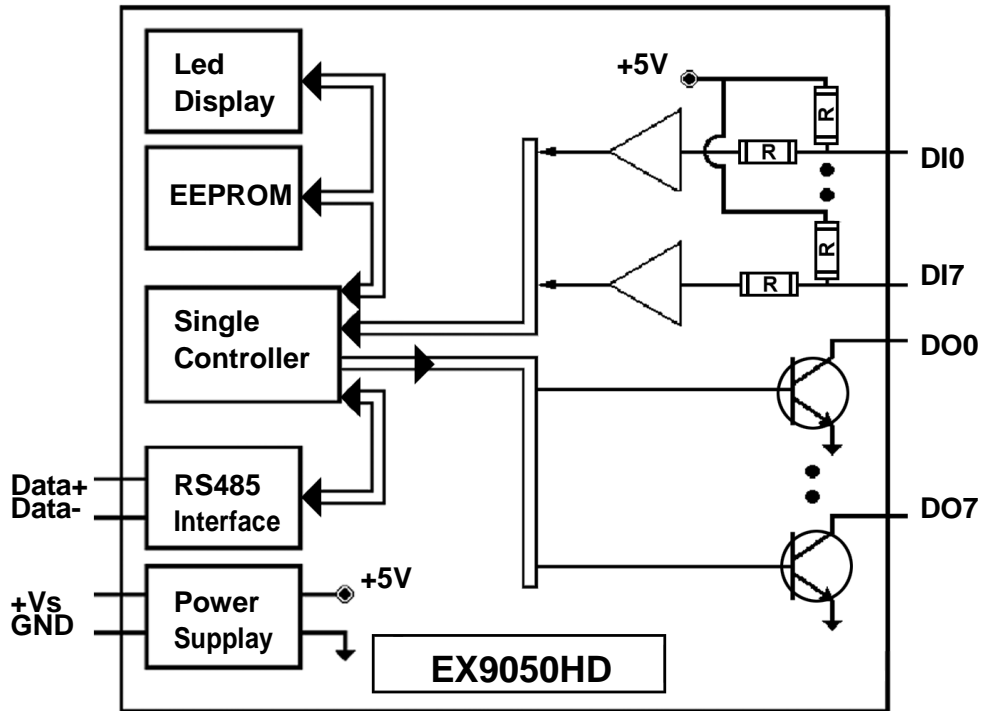 Led
Display
EEPROM
Single
Controller
RS485
Interface
Power
Supplay
Data+
Data-
+Vs
GND
+5V
+5V
R
R
DI0
R
R
DI7
DO0
DO7
EX9050HD